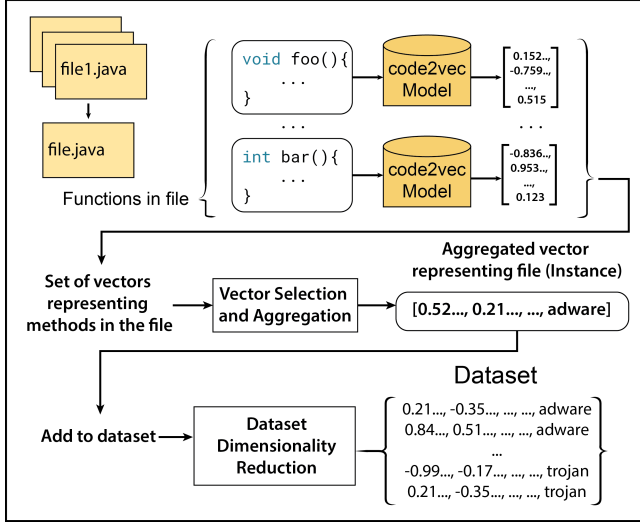 file1.java
file.java
Functions in file
void foo(){
...
}
...
int bar(){
...
}
code2vec
Model
code2vec
Model
0.152..,
-0.759..,
...,
0.515
...
-0.836..,
0.953..,
...,
0.123
Set of vectors
representing
methods in the file
Vector Selection
and Aggregation
Aggregated vector
representing file (Instance)
[0.52..., 0.21..., ..., adware]
Add to dataset
Dataset
Dimensionality
Reduction
Dataset
0.21..., -0.35..., ..., ..., adware
0.84..., 0.51..., ..., ..., adware
...
-0.99..., -0.17..., ..., ..., trojan
0.21..., -0.35..., ..., ..., trojan